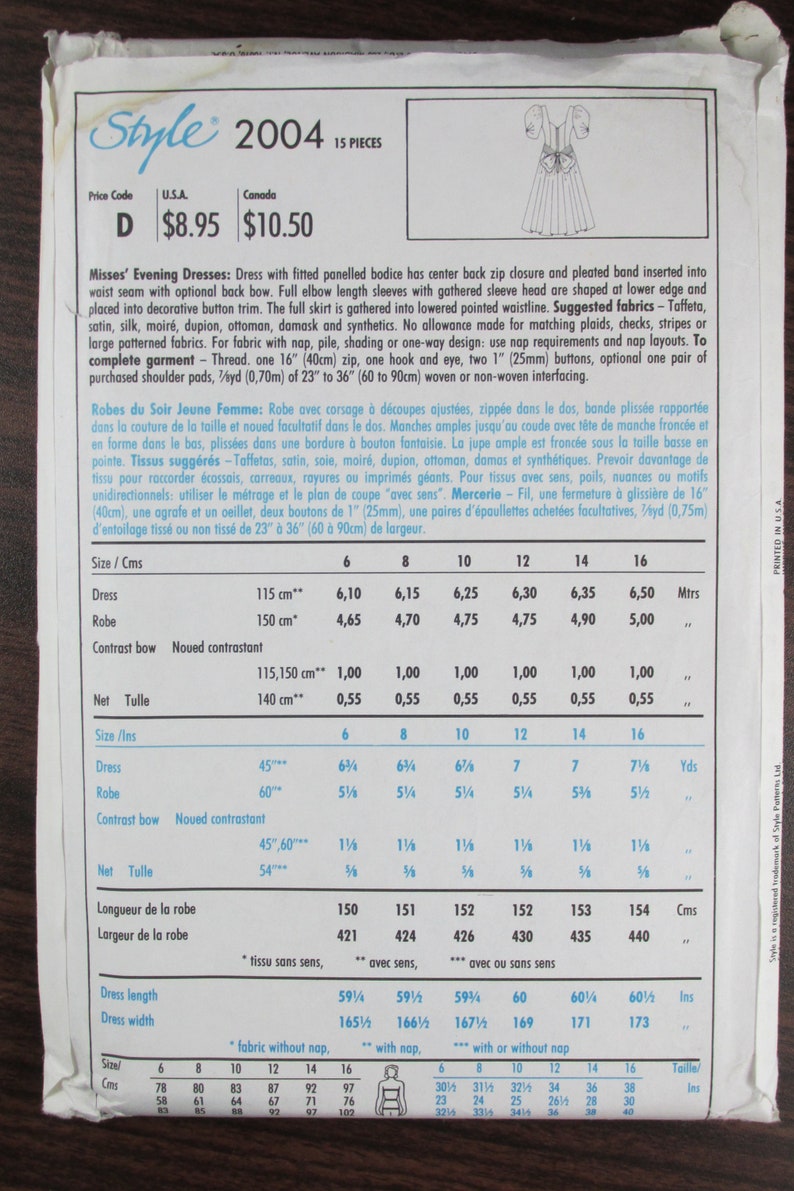 Style® 2004 15 PIECES
Price Code U.S.A. Canada
D $8.95 $10.50
Misses' Evening Dresses: Dress with fitted panelled bodice has center back zip closure and pleated band inserted into
waist seam with optional back bow. Full elbow length sleeves with gathered sleeve head are shaped at lower edge and
placed into decorative button trim. The full skirt is gathered into lowered pointed waistline. Suggested fabrics – Taffeta,
satin, silk, moiré, dupion, ottoman, damask and synthetics. No allowance made for matching plaids, checks, stripes or
large patterned fabrics. For fabric with nap, pile, shading or one-way design: use nap requirements and nap layouts. To
complete garment – Thread. one 16" (40cm) zip, one hook and eye, two 1" (25mm) buttons, optional one pair of
purchased shoulder pads, ⅞yd (0,70m) of 23" to 36" (60 to 90cm) woven or non-woven interfacing.
Robes du Soir Jeune Femme: Robe avec corsage à découpes ajustées, zippée dans le dos, bande plissée rapportée
dans la couture de la taille et noued facultatif dans le dos. Manches amples jusqu'au coude avec tête de manche froncée et
en forme dans le bas, plissées dans une bordure à bouton fantaisie. La jupe ample est froncée sous la taille basse en
pointe. Tissus suggérés – Taffetas, satin, soie, moiré, dupion, ottoman, damas et synthétiques. Prevoir davantage de
tissu pour raccorder écossais, carreaux, rayures ou imprimés géants. Pour tissus avec sens, poils, nuances ou motifs
unidirectionnels: utiliser le métrage et le plan de coupe "avec sens". Mercerie – Fil, une fermeture à glissière de 16"
(40cm), une agrafe et un oeillet, deux boutons de 1" (25mm), une paires d'épaullettes achetées facultatives, ⅞yd (0,75m)
d'entoilage tissé ou non tissé de 23" à 36" (60 à 90cm) de largeur.
Size / Cms 6 8 10 12 14 16
Dress 115 cm** 6,10 6,15 6,25 6,30 6,35 6,50 Mtrs
Robe 150 cm* 4,65 4,70 4,75 4,75 4,90 5,00 ,,
Contrast bow Noued contrastant
115,150 cm** 1,00 1,00 1,00 1,00 1,00 1,00 ,,
Net Tulle 140 cm** 0,55 0,55 0,55 0,55 0,55 0,55 ,,
Size /Ins 6 8 10 12 14 16
Dress 45"** 6¾ 6¾ 6⅞ 7 7 7⅛ Yds
Robe 60"* 5⅛ 5¼ 5¼ 5¼ 5⅜ 5½ ,,
Contrast bow Noued contrastant
45",60"** 1⅛ 1⅛ 1⅛ 1⅛ 1⅛ 1⅛ ,,
Net Tulle 54"** ⅝ ⅝ ⅝ ⅝ ⅝ ⅝ ,,
Longueur de la robe 150 151 152 152 153 154 Cms
Largeur de la robe 421 424 426 430 435 440 ,,
* tissu sans sens, ** avec sens, *** avec ou sans sens
Dress length 59¼ 59½ 59¾ 60 60¼ 60½ Ins
Dress width 165½ 166½ 167½ 169 171 173 ,,
* fabric without nap, ** with nap, *** with or without nap
Size/ 6 8 10 12 14 16 6 8 10 12 14 16 Taille/
Cms 78 80 83 87 92 97 30½ 31½ 32½ 34 36 38 Ins
58 61 64 67 71 76 23 24 25 26½ 28 30
83 85 88 92 97 102 32½ 33½ 34½ 36 38 40
PRINTED IN U.S.A.
Style is a registered trademark of Style Patterns Ltd.